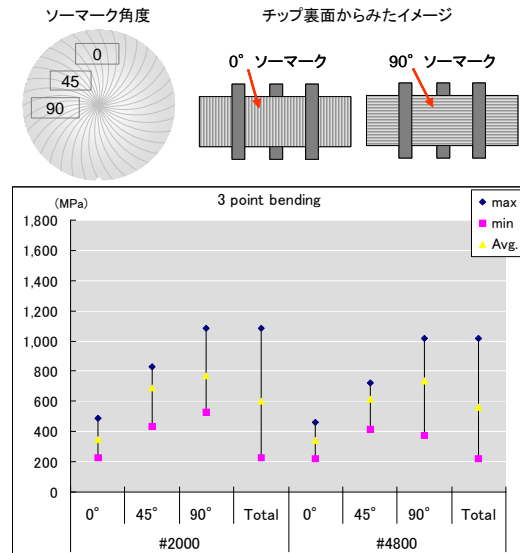 ソーマーク角度
チップ裏面からみたイメージ
0
45
90
0° ソーマーク
90° ソーマーク
(MPa)
3 point bending
max
min
Avg.
1,800
1,600
1,400
1,200
1,000
800
600
400
200
0
0° 45° 90° Total 0° 45° 90° Total
#2000 #4800